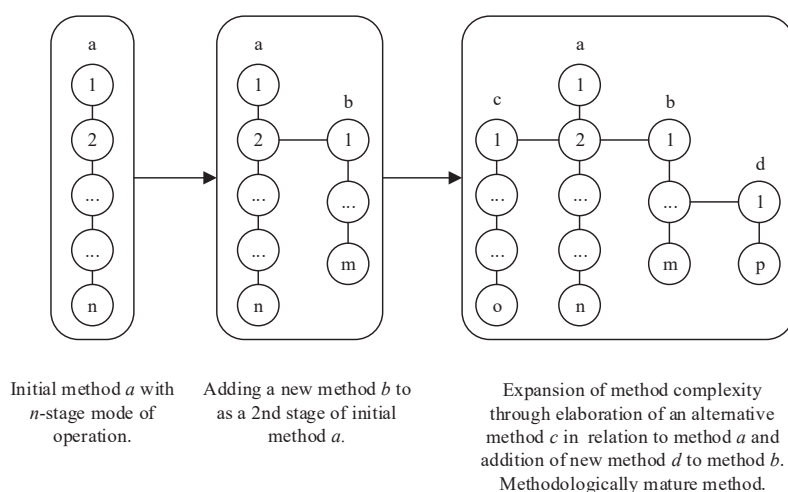 a
1
2
...
...
n
a
1
b
2
1
...
...
...
m
n
a
1
c
b
1
2
1
d
...
...
...
1
...
...
m
p
o
n
Initial method a with
n-stage mode of
operation.
Adding a new method b to
as a 2nd stage of initial
method a.
Expansion of method complexity
through elaboration of an alternative
method c in relation to method a and
addition of new method d to method b.
Methodologically mature method.